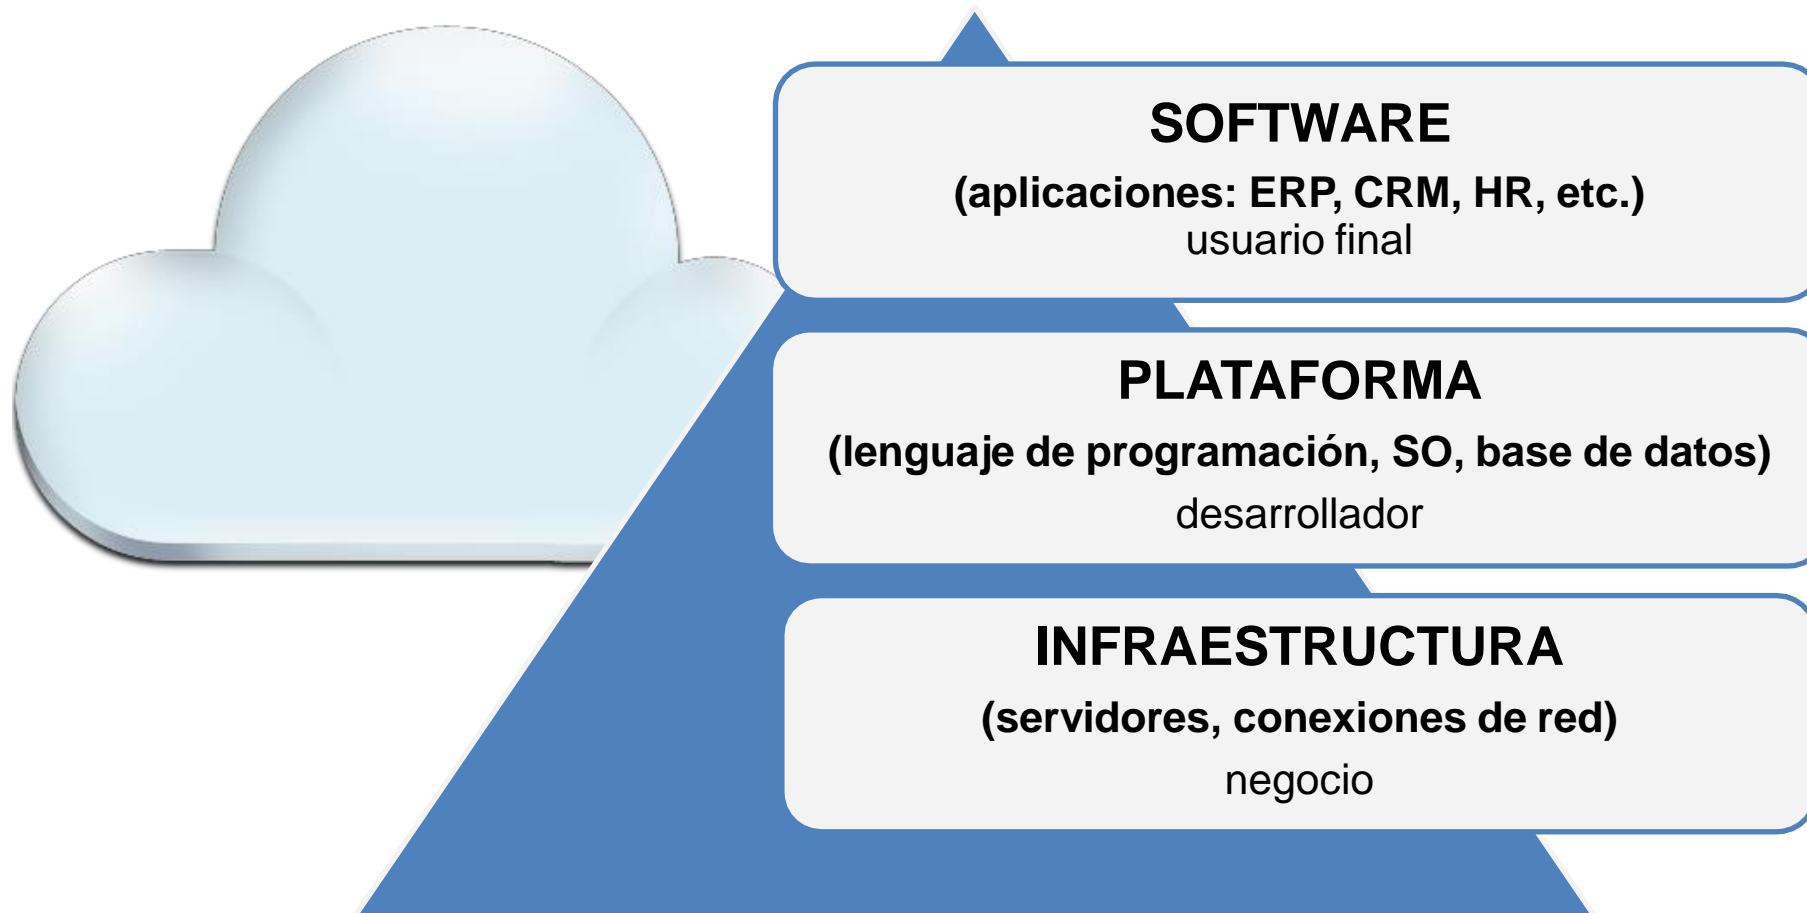 SOFTWARE
(aplicaciones: ERP, CRM, HR, etc.)
usuario final
PLATAFORMA
(lenguaje de programación, SO, base de datos)
desarrollador
INFRAESTRUCTURA
(servidores, conexiones de red)
negocio